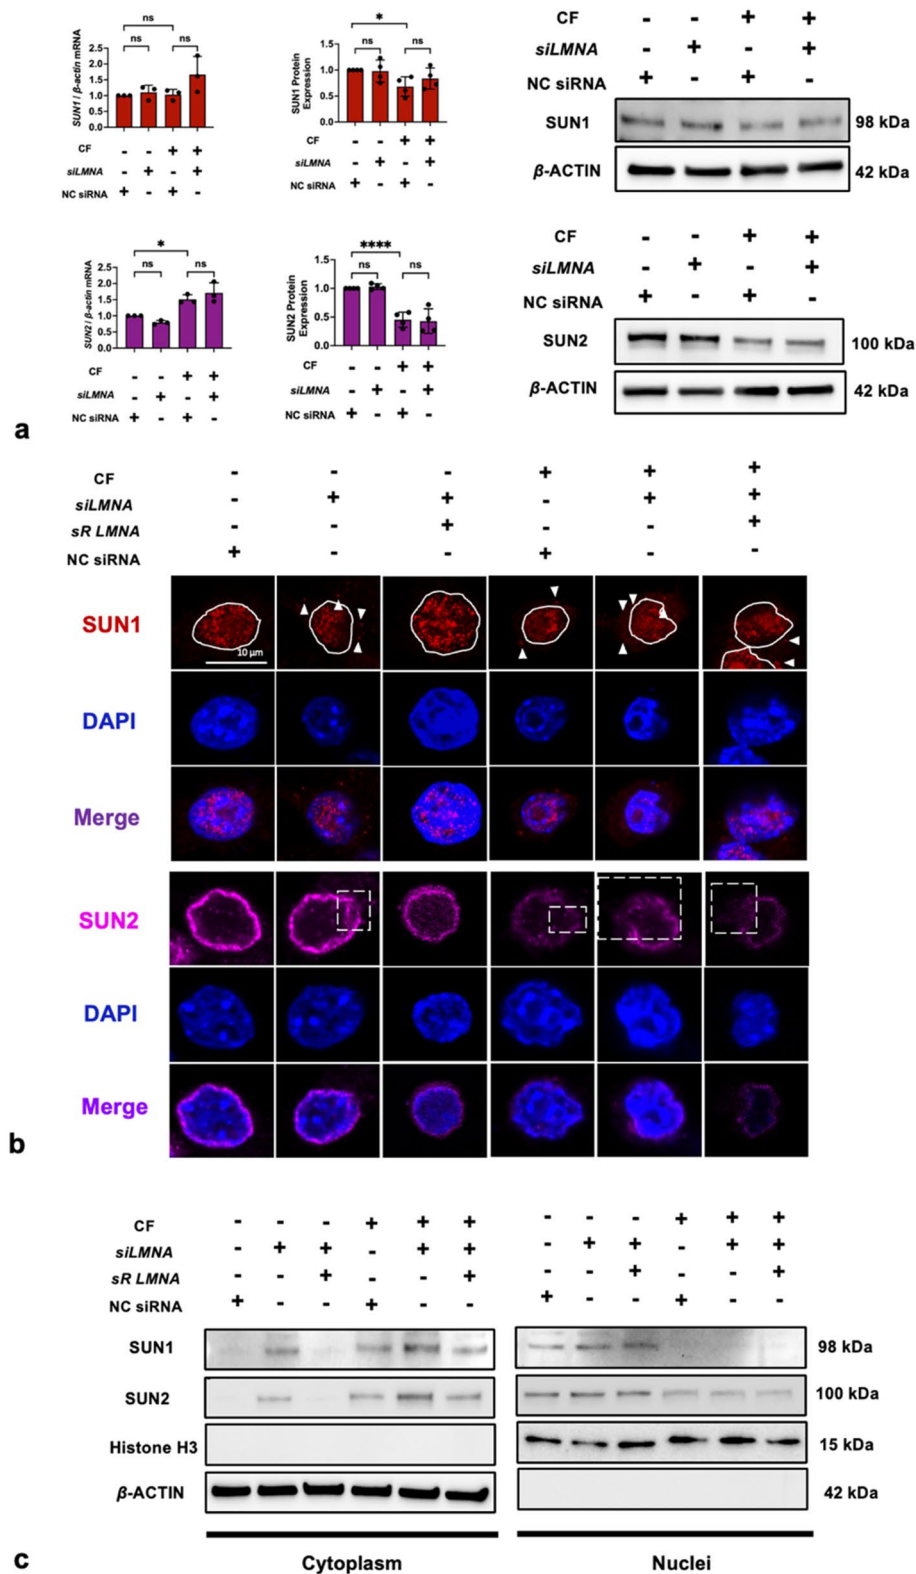 ns
ns
ns
SUN1 / β-actin mRNA
2.5
2.0
1.5
1.0
0.5
0.0
CF - - + +
siLMNA - + - +
NC siRNA + - + -
*
ns
ns
SUN1 Protein
Expression
1.5
1.0
0.5
0.0
CF - - + +
siLMNA - + - +
NC siRNA + - + -
CF - - + +
siLMNA - + - +
NC siRNA + - + -
SUN1 98 kDa
β-ACTIN 42 kDa
*
ns
ns
SUN2 / β-actin mRNA
2.5
2.0
1.5
1.0
0.5
0.0
CF - - + +
siLMNA - + - +
NC siRNA + - + -
****
ns
ns
SUN2 Protein
Expression
1.5
1.0
0.5
0.0
CF - - + +
siLMNA - + - +
NC siRNA + - + -
CF - - + +
siLMNA - + - +
NC siRNA + - + -
SUN2 100 kDa
β-ACTIN 42 kDa
a
CF - - - + + +
siLMNA - + + - + +
sR LMNA - - + - - +
NC siRNA + - - + - -
SUN1
10 µm
DAPI
Merge
SUN2
DAPI
Merge
b
CF - - - + + + - - - + + +
siLMNA - + + - + + - + + - + +
sR LMNA - - + - - + - - + - - +
NC siRNA + - - + - - + - - + - -
SUN1 98 kDa
SUN2 100 kDa
Histone H3 15 kDa
β-ACTIN 42 kDa
Cytoplasm Nuclei
c